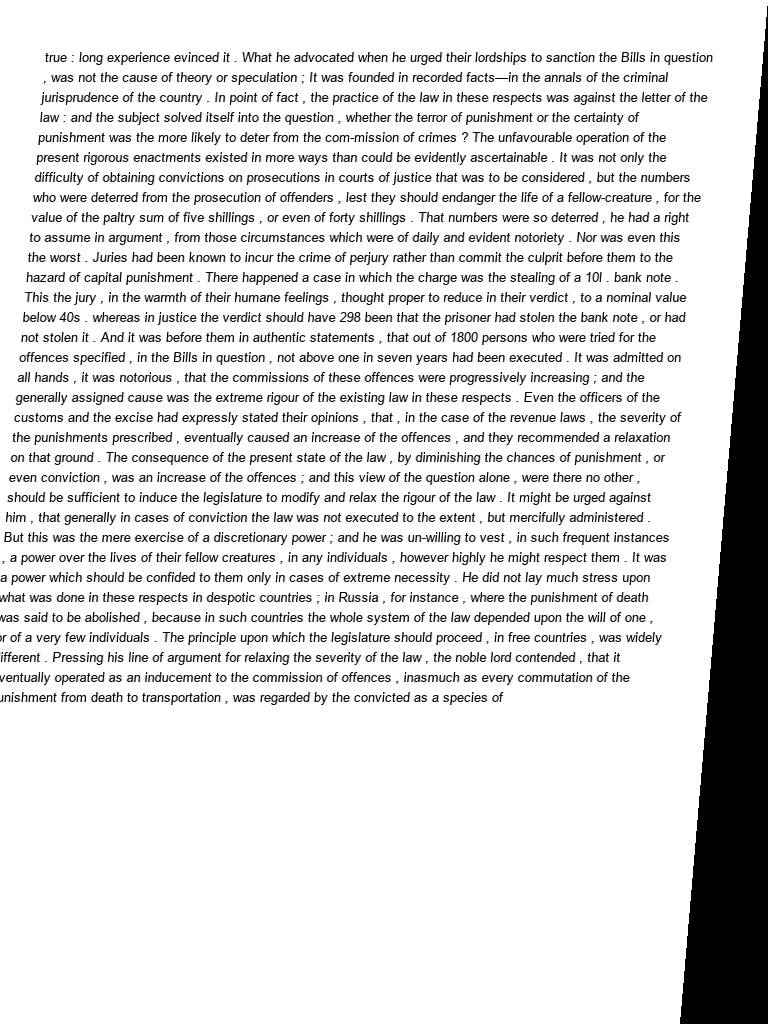 true : long experience evinced it . What he advocated when he urged their lordships to sanction the Bills in question
, was not the cause of theory or speculation ; It was founded in recorded facts—in the annals of the criminal
jurisprudence of the country . In point of fact , the practice of the law in these respects was against the letter of the
law : and the subject solved itself into the question , whether the terror of punishment or the certainty of
punishment was the more likely to deter from the com-mission of crimes ? The unfavourable operation of the
present rigorous enactments existed in more ways than could be evidently ascertainable . It was not only the
difficulty of obtaining convictions on prosecutions in courts of justice that was to be considered , but the numbers
who were deterred from the prosecution of offenders , lest they should endanger the life of a fellow-creature , for the
value of the paltry sum of five shillings , or even of forty shillings . That numbers were so deterred , he had a right
to assume in argument , from those circumstances which were of daily and evident notoriety . Nor was even this
the worst . Juries had been known to incur the crime of perjury rather than commit the culprit before them to the
hazard of capital punishment . There happened a case in which the charge was the stealing of a 10l . bank note .
This the jury , in the warmth of their humane feelings , thought proper to reduce in their verdict , to a nominal value
below 40s . whereas in justice the verdict should have 298 been that the prisoner had stolen the bank note , or had
not stolen it . And it was before them in authentic statements , that out of 1800 persons who were tried for the
offences specified , in the Bills in question , not above one in seven years had been executed . It was admitted on
all hands , it was notorious , that the commissions of these offences were progressively increasing ; and the
generally assigned cause was the extreme rigour of the existing law in these respects . Even the officers of the
customs and the excise had expressly stated their opinions , that , in the case of the revenue laws , the severity of
the punishments prescribed , eventually caused an increase of the offences , and they recommended a relaxation
on that ground . The consequence of the present state of the law , by diminishing the chances of punishment , or
even conviction , was an increase of the offences ; and this view of the question alone , were there no other ,
should be sufficient to induce the legislature to modify and relax the rigour of the law . It might be urged against
him , that generally in cases of conviction the law was not executed to the extent , but mercifully administered .
But this was the mere exercise of a discretionary power ; and he was un-willing to vest , in such frequent instances
, a power over the lives of their fellow creatures , in any individuals , however highly he might respect them . It was
a power which should be confided to them only in cases of extreme necessity . He did not lay much stress upon
what was done in these respects in despotic countries ; in Russia , for instance , where the punishment of death
was said to be abolished , because in such countries the whole system of the law depended upon the will of one ,
or of a very few individuals . The principle upon which the legislature should proceed , in free countries , was widely
ifferent . Pressing his line of argument for relaxing the severity of the law , the noble lord contended , that it
ventually operated as an inducement to the commission of offences , inasmuch as every commutation of the
unishment from death to transportation , was regarded by the convicted as a species of